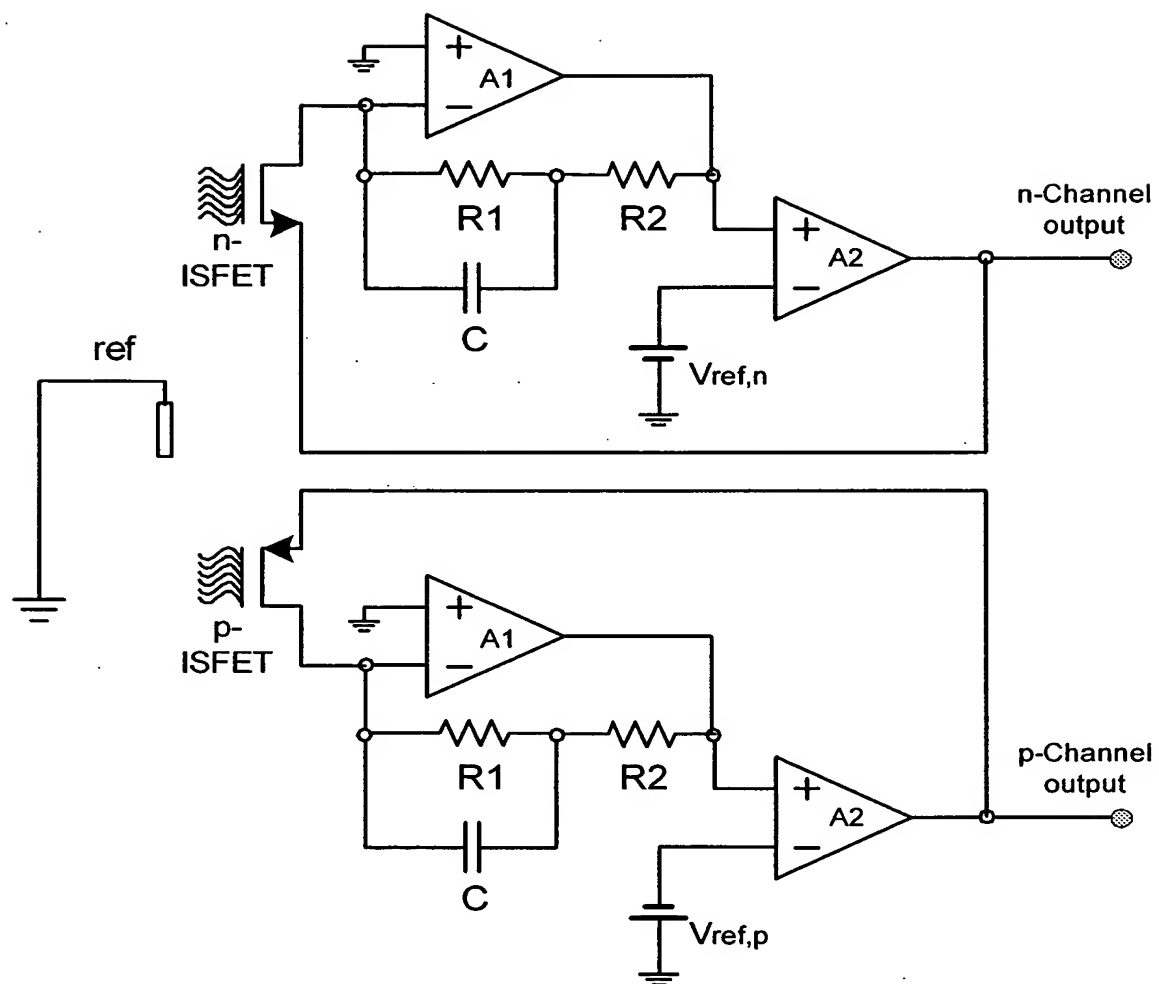 +
A1
−
R1
R2
C
n-
ISFET
+
A2
−
n-Channel
output
Vref,n
ref
p-
ISFET
+
A1
−
R1
R2
C
+
A2
−
p-Channel
output
Vref,p